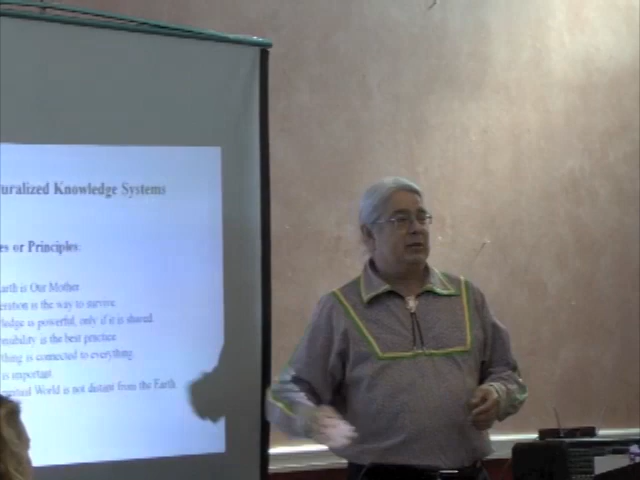 uralized Knowledge Systems
es or Principles:
arth is Our Mother
eration is the way to survive
ledge is powerful, only if it is shared.
onsibility is the best practice
thing is connected to everything.
is important.
piritual World is not distant from the Earth